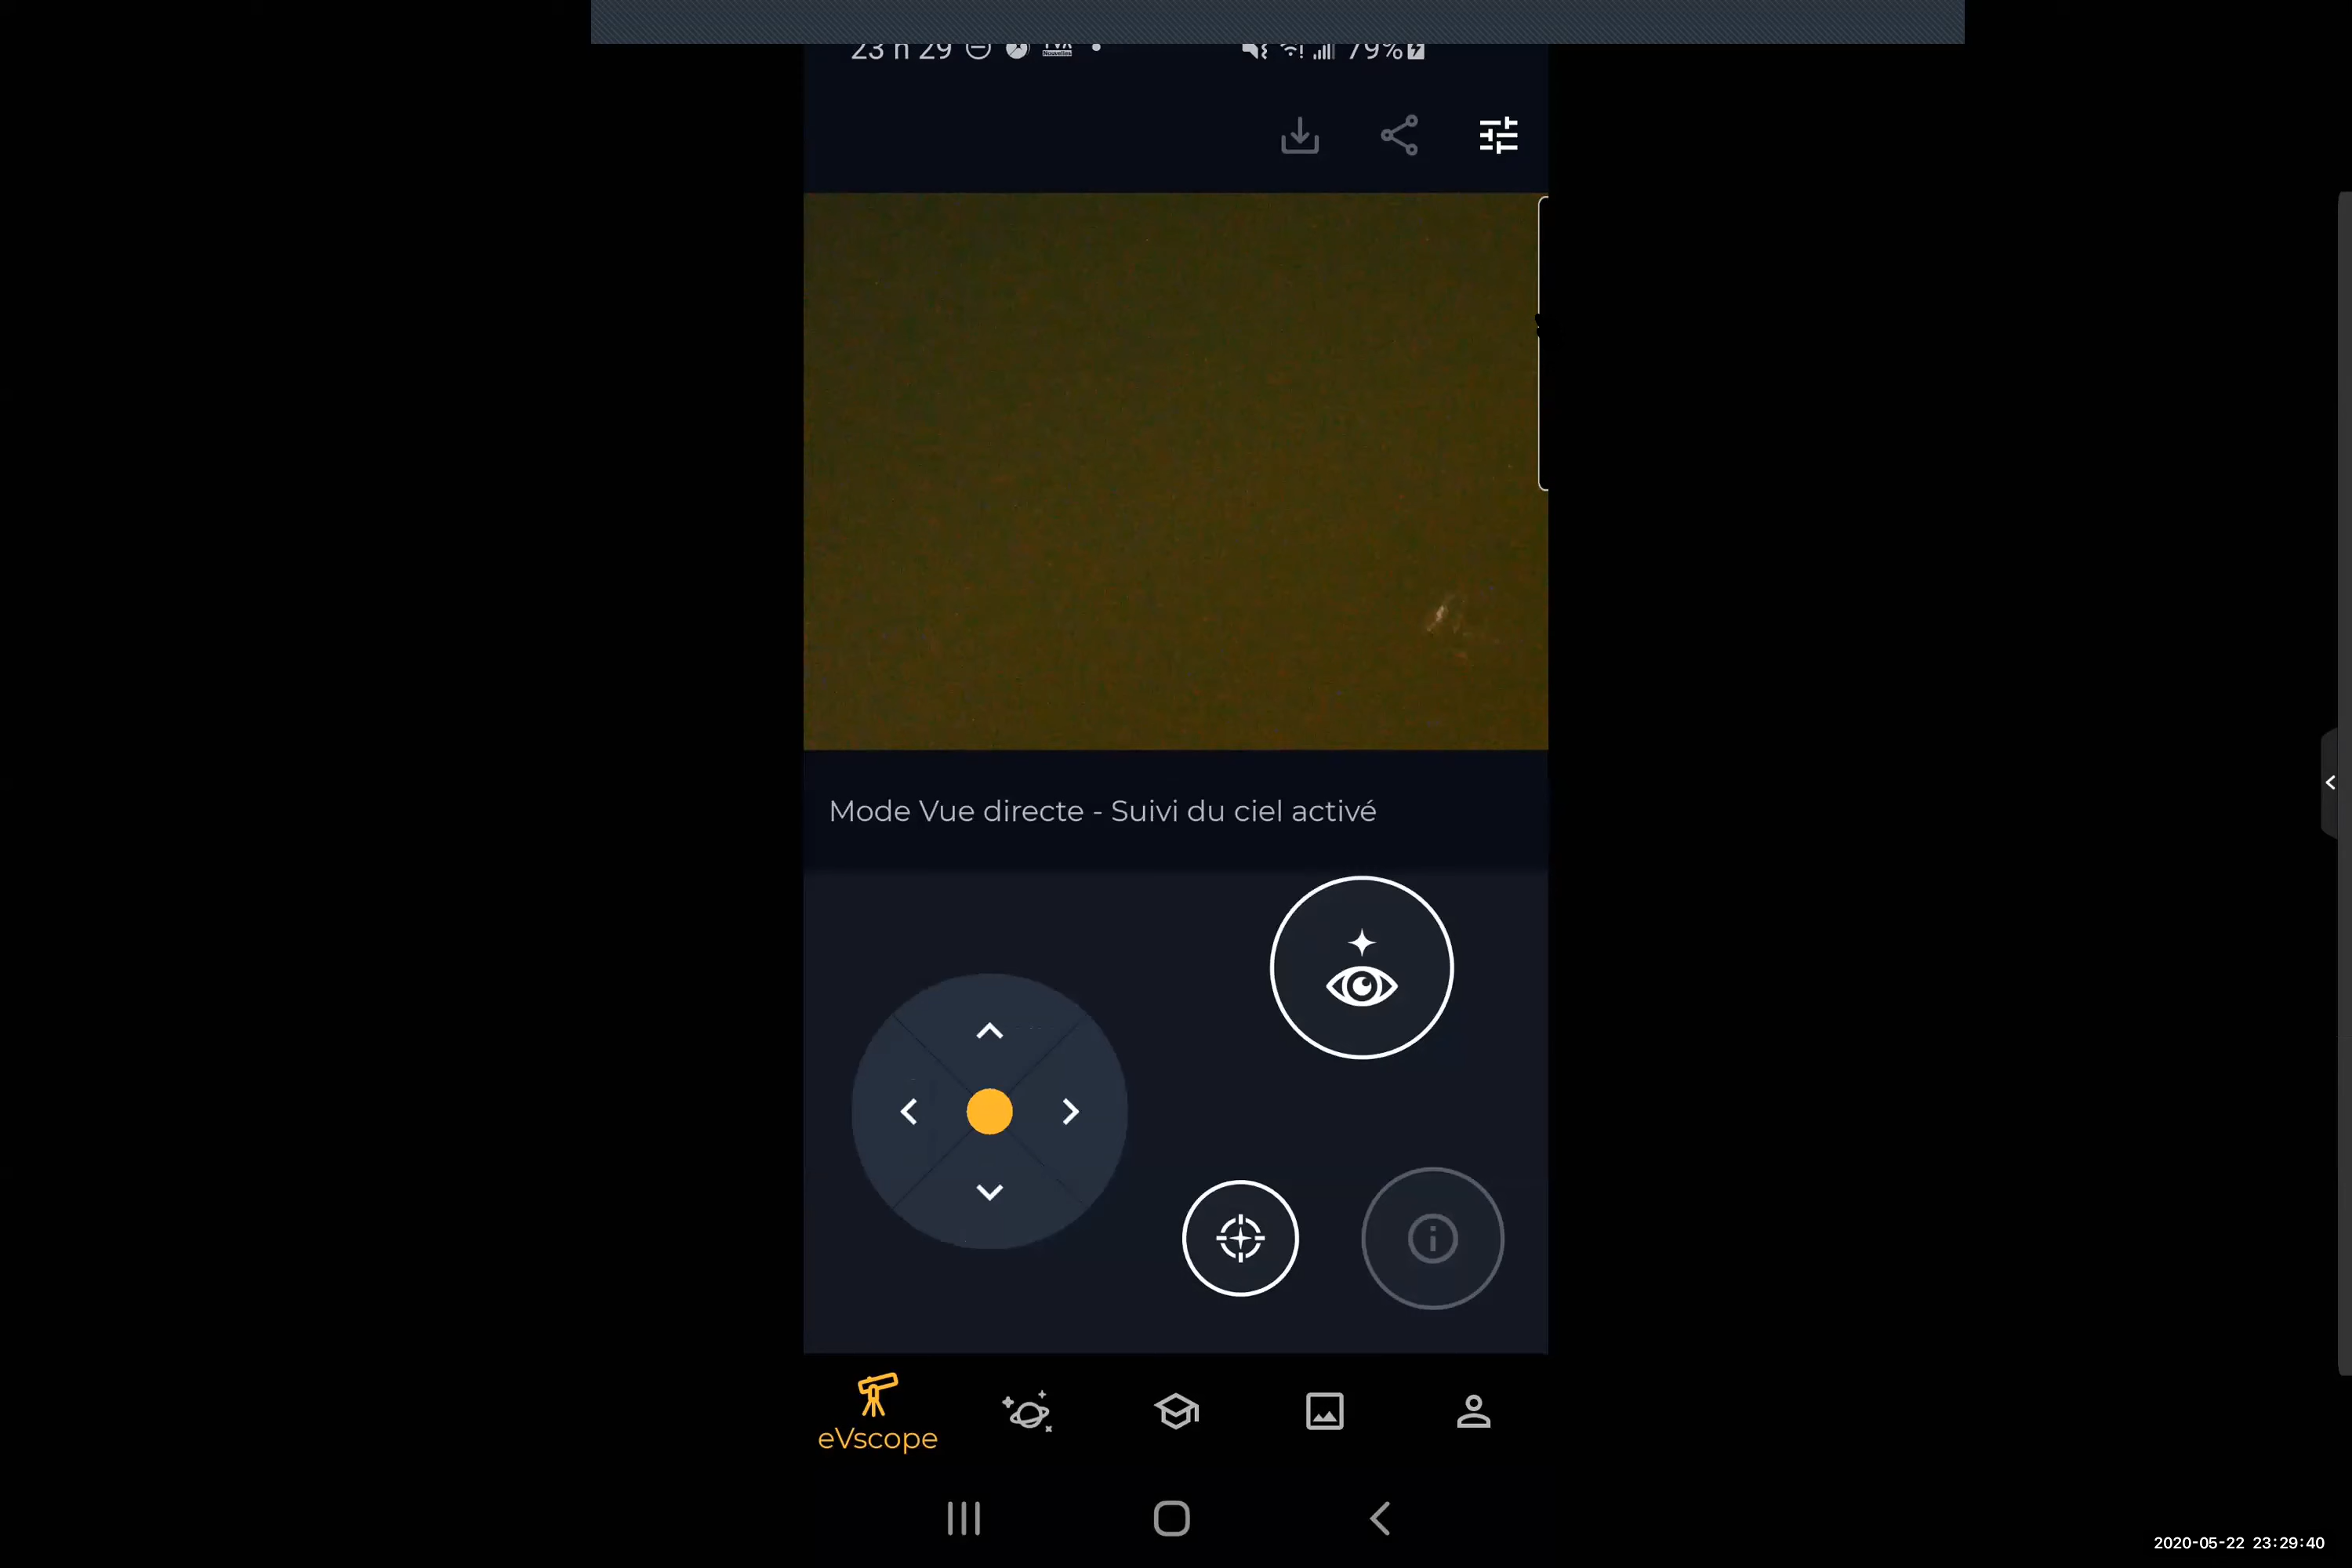 23 h 29 79%
Mode Vue directe - Suivi du ciel activé
eVscope
2020-05-22 23:29:40